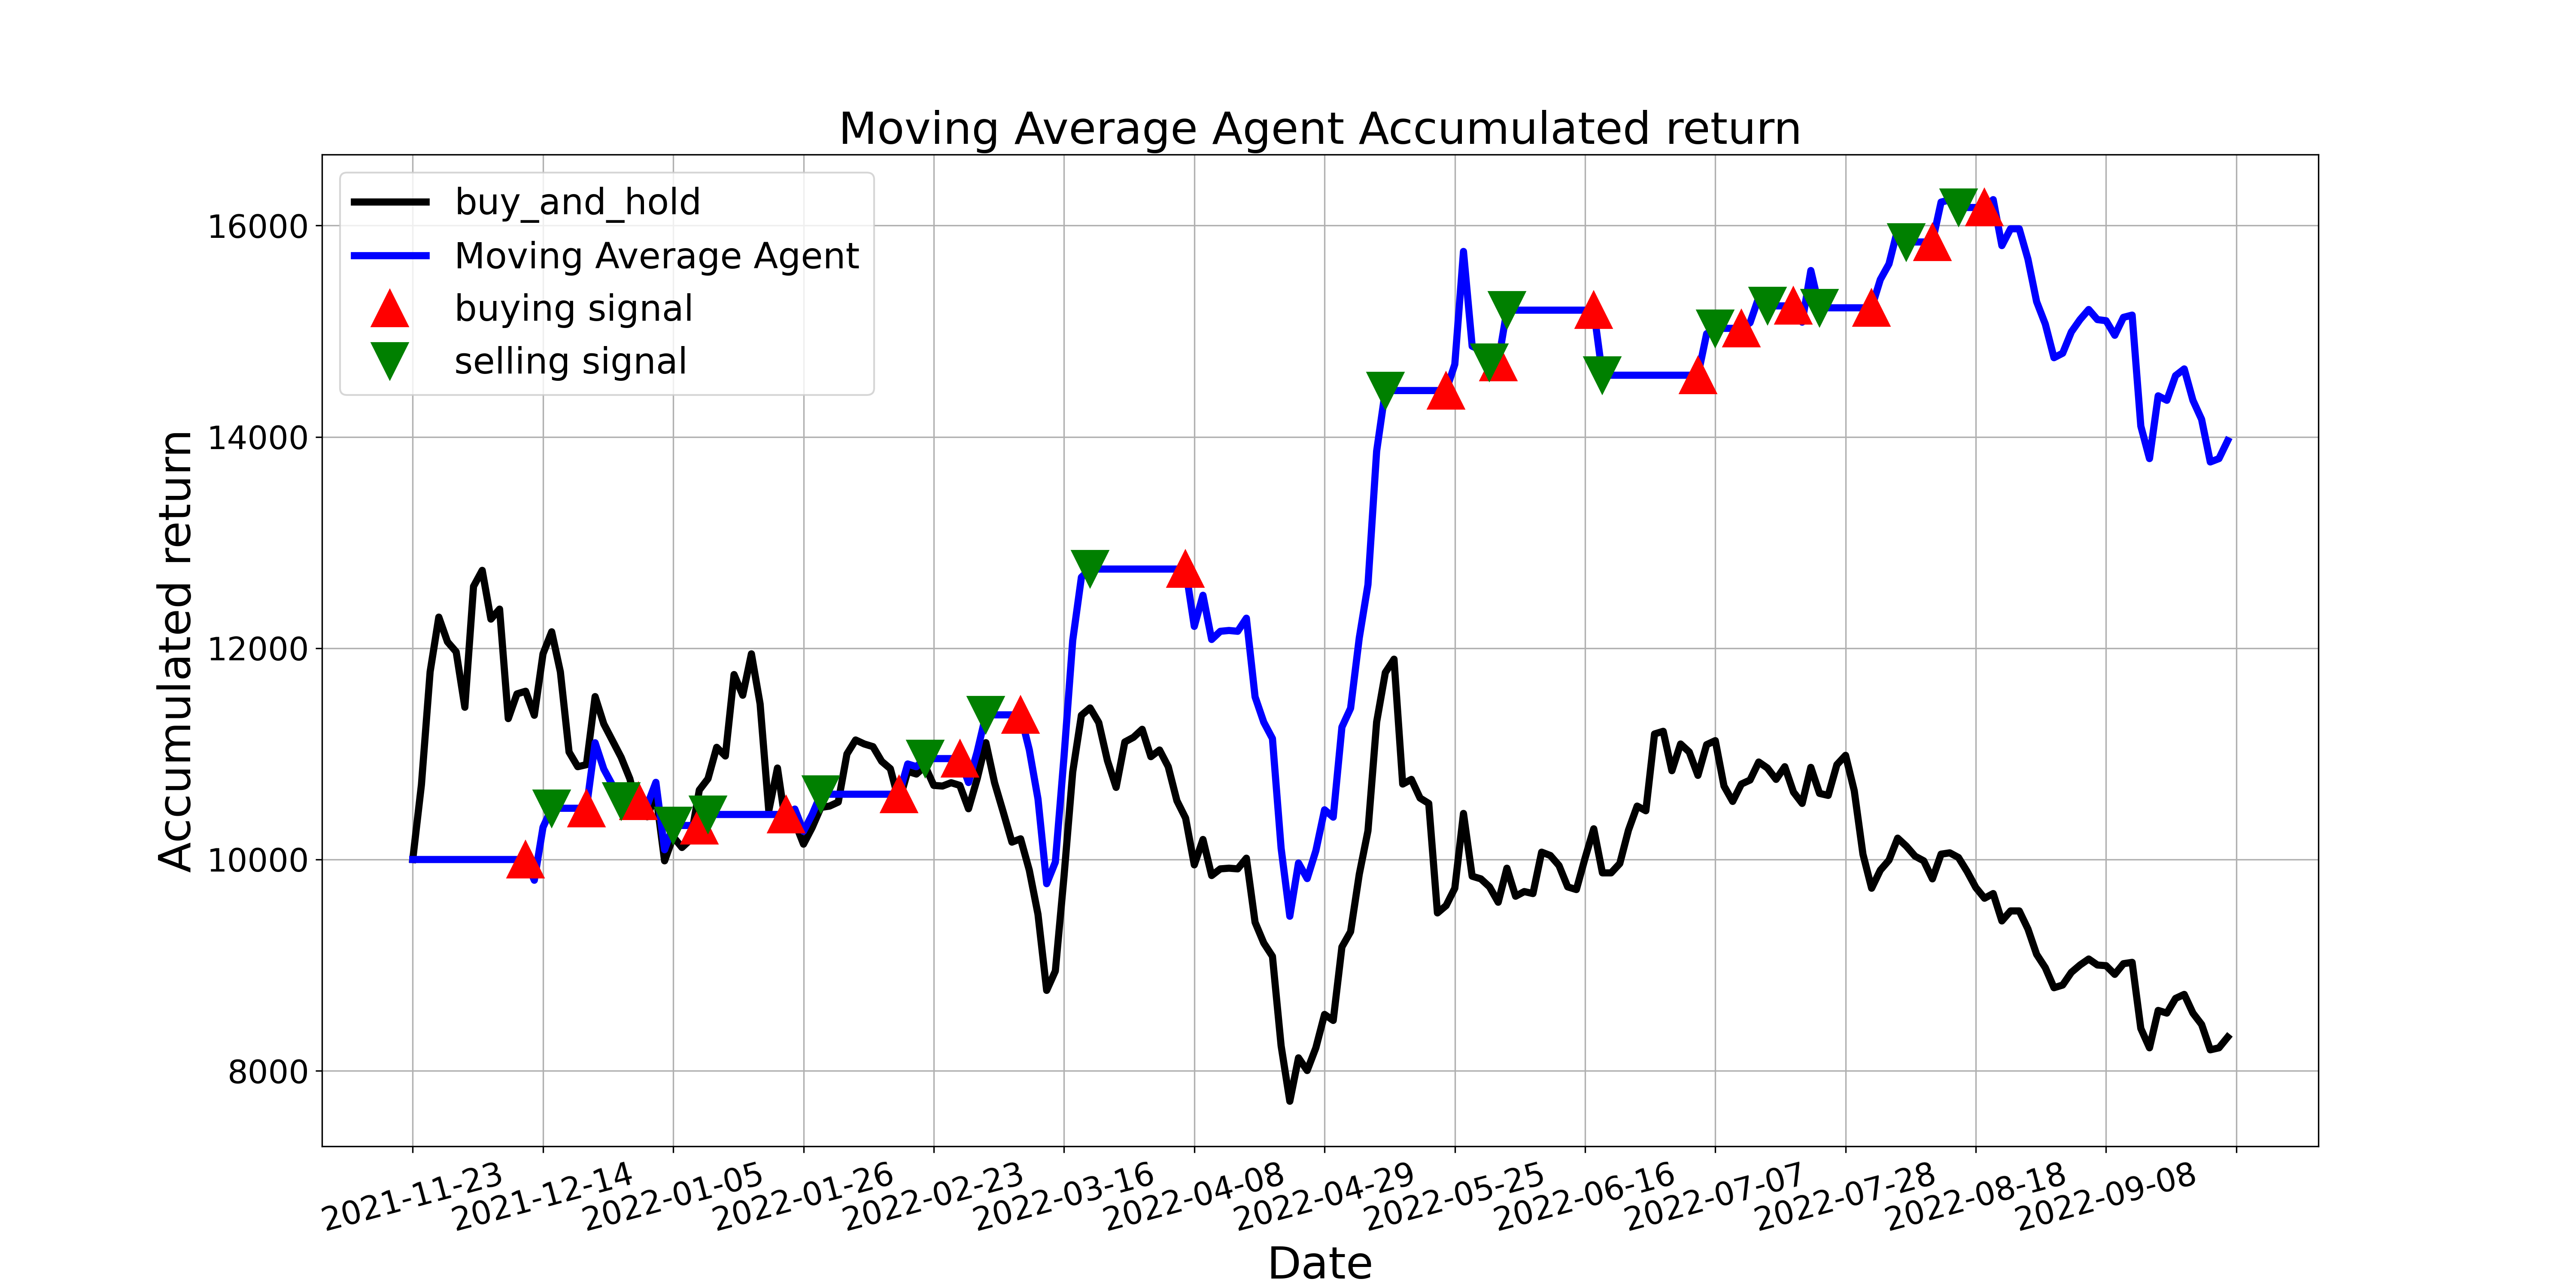 Moving Average Agent Accumulated return
buy_and_hold
Moving Average Agent
buying signal
selling signal
Accumulated return
16000
14000
12000
10000
8000
2021-11-23
2021-12-14
2022-01-05
2022-01-26
2022-02-23
2022-03-16
2022-04-08
2022-04-29
2022-05-25
2022-06-16
2022-07-07
2022-07-28
2022-08-18
2022-09-08
Date